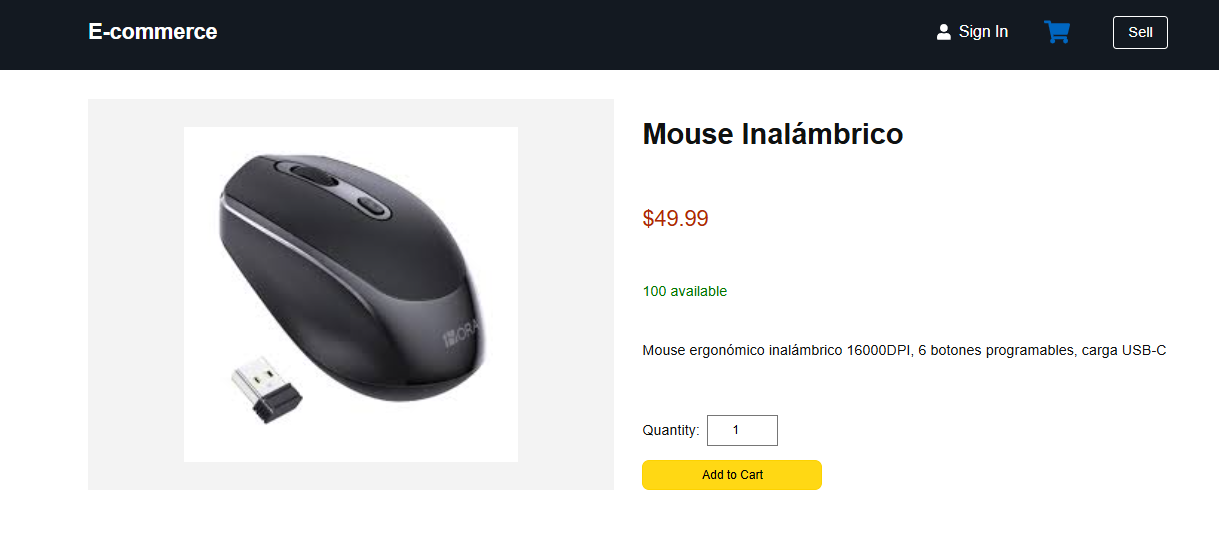 E-commerce
Sign In
Sell
Mouse Inalámbrico
$49.99
100 available
Mouse ergonómico inalámbrico 16000DPI, 6 botones programables, carga USB-C
Quantity: 1
Add to Cart
1HORA